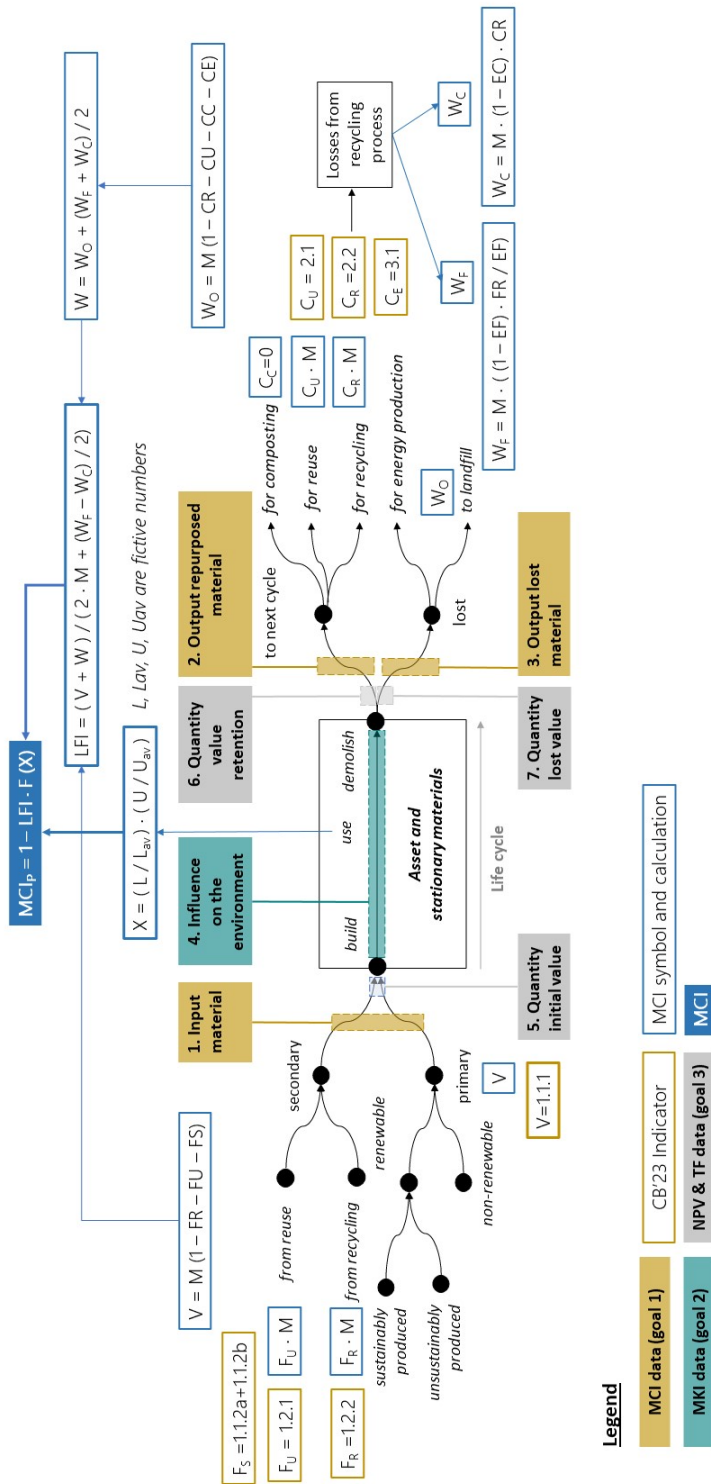 MCI_P = 1 − LFI · F (X)
LFI = ( V + W ) / ( 2 · M + (W_F − W_C) / 2)
W = W_O + (W_F + W_C) / 2
X = ( L / L_av ) · ( U / U_av )
L, Lav, U, Uav are fictive numbers
V = M (1 − FR − FU − FS)
W_O = M (1 − CR − CU − CC − CE)
F_S =1.1.2a+1.1.2b
F_U = 1.2.1
F_U · M
F_R = 1.2.2
F_R · M
from reuse
from recycling
secondary
sustainably
produced
unsustainably
produced
renewable
non-renewable
primary
V
V=1.1.1
1. Input
material
4. Influence
on the
environment
6. Quantity
value
retention
2. Output repurposed
material
build
use
demolish
Asset and
stationary materials
Life cycle
5. Quantity
initial value
7. Quantity
lost value
3. Output lost
material
to next cycle
lost
for composting
for reuse
for recycling
for energy production
to landfill
W_O
C_C=0
C_U · M
C_R · M
C_U = 2.1
C_R =2.2
C_E = 3.1
Losses from
recycling
process
W_F
W_C
W_F = M · ( (1− EF) · FR / EF)
W_C = M · (1− EC) · CR
Legend
MCI data (goal 1)
CB'23 Indicator
MCI symbol and calculation
MKI data (goal 2)
NPV & TF data (goal 3)
MCI